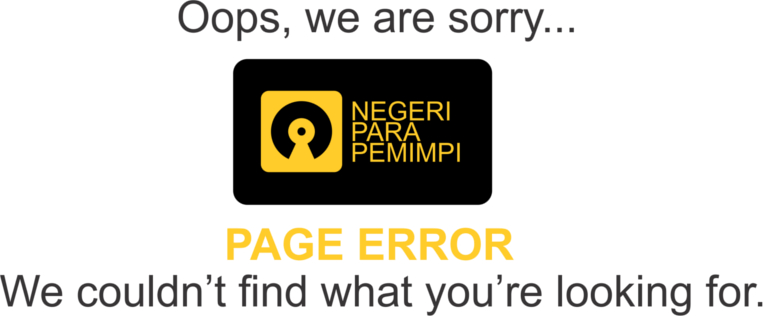 Oops, we are sorry...
NEGERI
PARA
PEMIMPI
PAGE ERROR
We couldn’t find what you’re looking for.